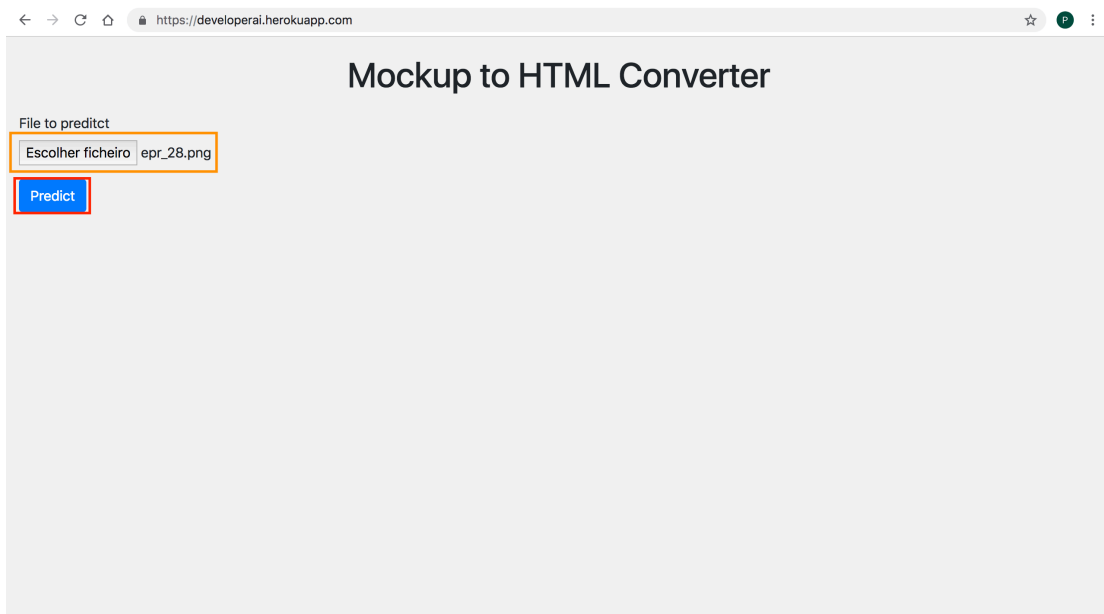 https://developerai.herokuapp.com
P
Mockup to HTML Converter
File to preditct
Escolher ficheiro epr_28.png
Predict